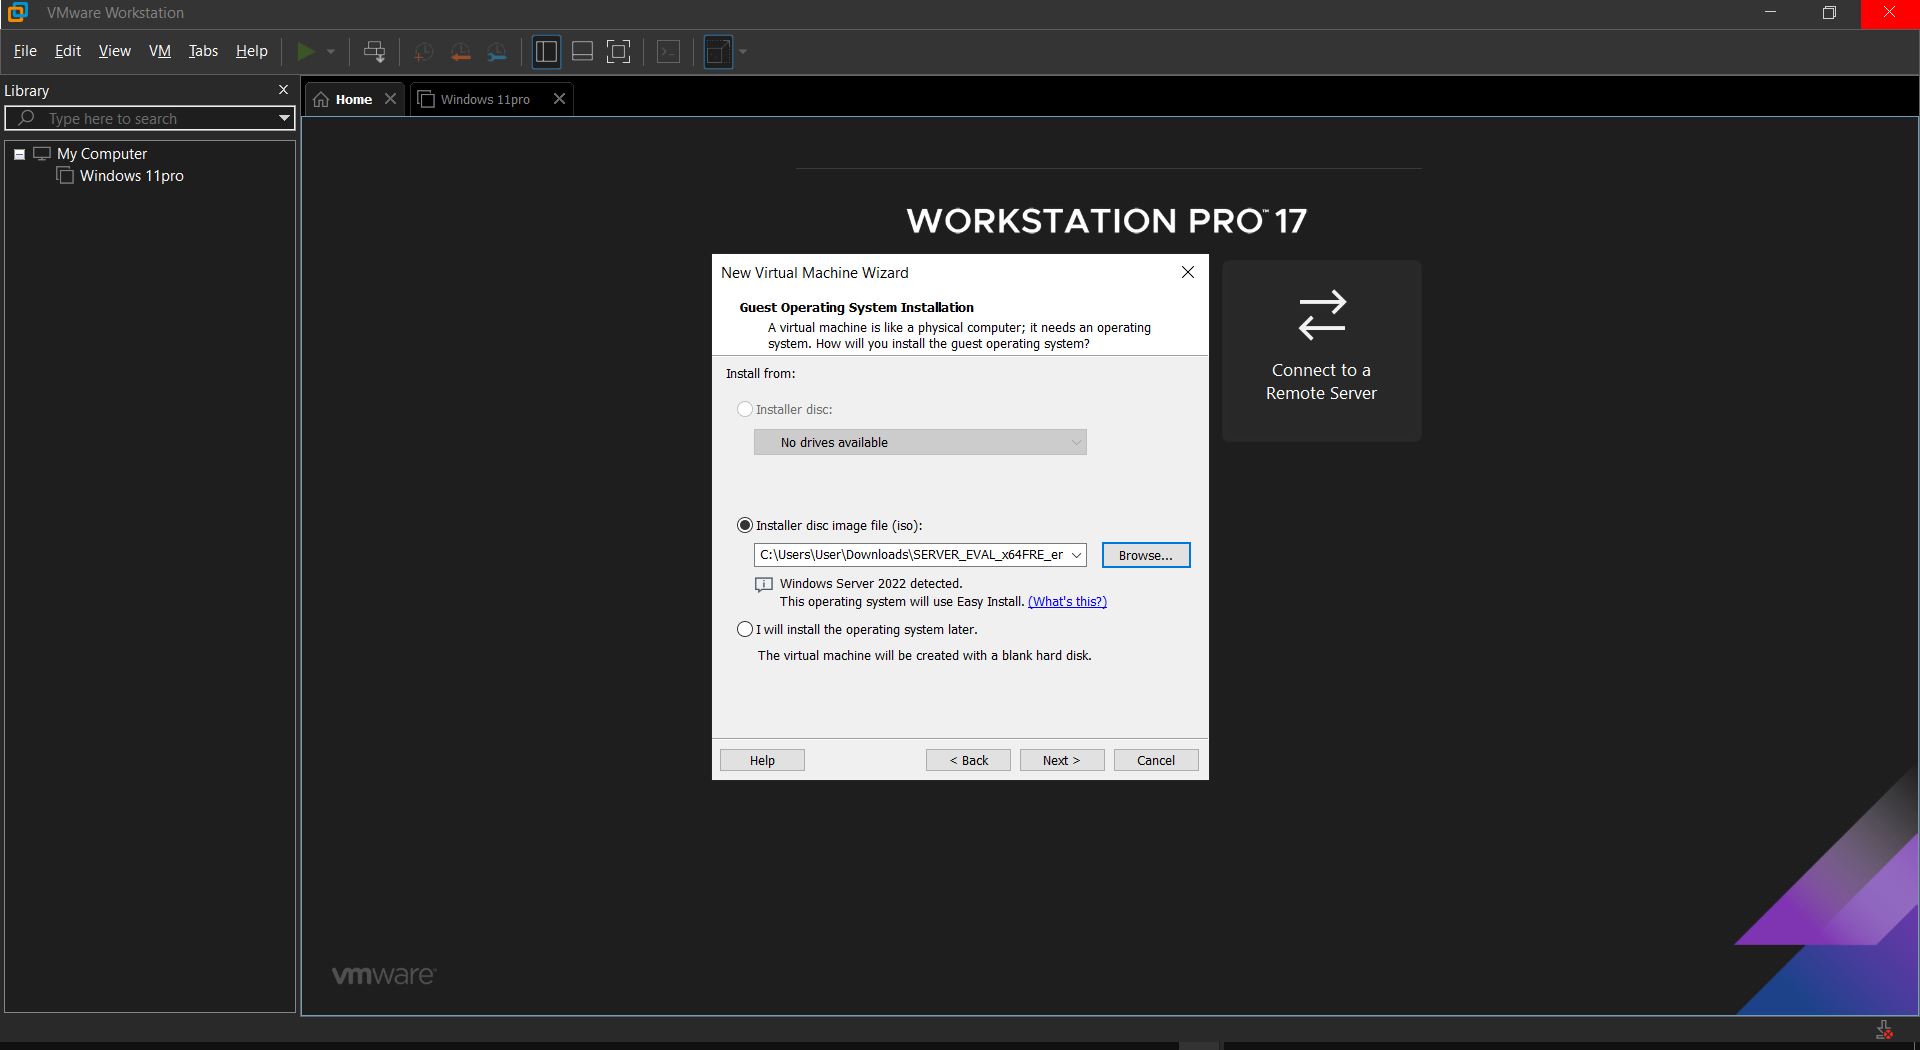 VMware Workstation
File Edit View VM Tabs Help
Library
Type here to search
My Computer
Windows 11pro
Home
Windows 11pro
WORKSTATION PRO™ 17
New Virtual Machine Wizard
Guest Operating System Installation
A virtual machine is like a physical computer; it needs an operating
system. How will you install the guest operating system?
Install from:
Installer disc:
No drives available
Installer disc image file (iso):
C:\Users\User\Downloads\SERVER_EVAL_x64FRE_er
Browse...
Windows Server 2022 detected.
This operating system will use Easy Install. (What's this?)
I will install the operating system later.
The virtual machine will be created with a blank hard disk.
Help
< Back
Next >
Cancel
Connect to a
Remote Server
vmware